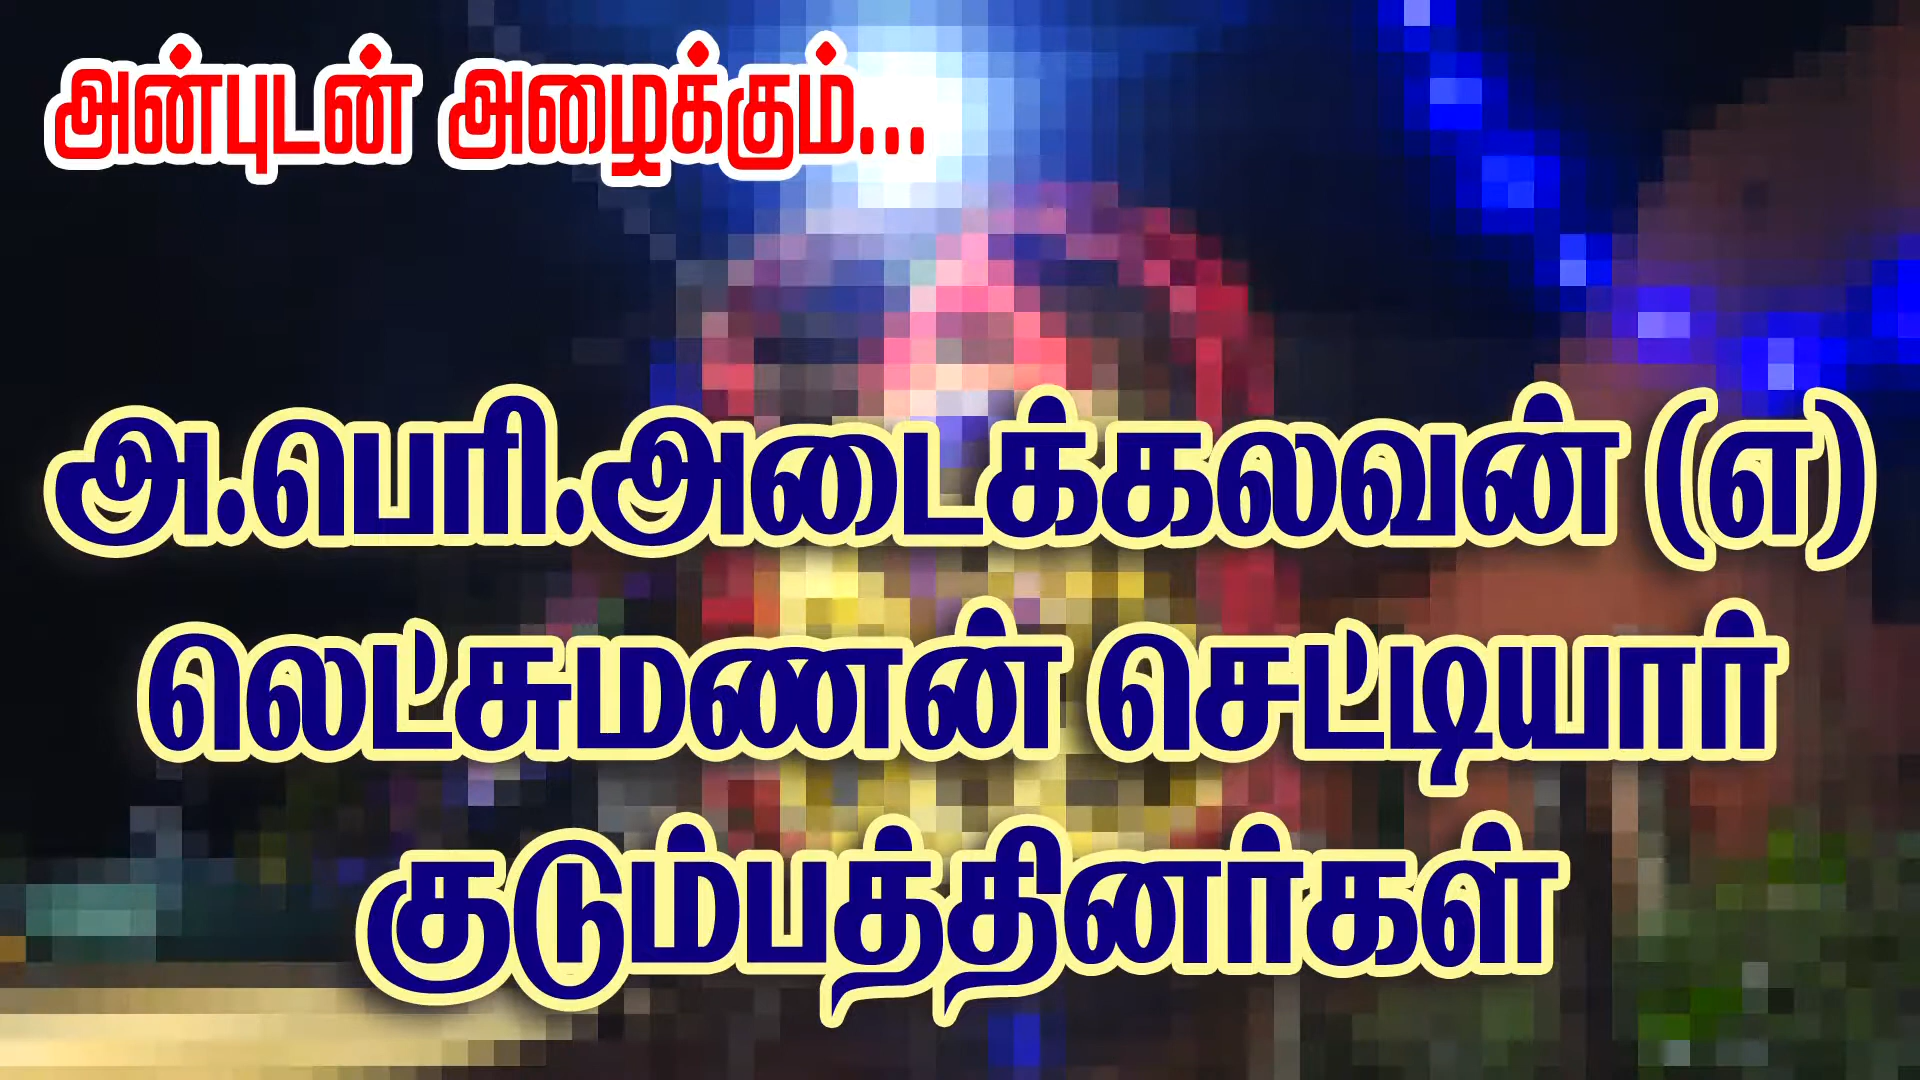 அன்புடன் அழைக்கும்...
அ.பெரி.அடைக்கலவன் (எ)
லெட்சுமணன் செட்டியார்
குடும்பத்தினர்கள்